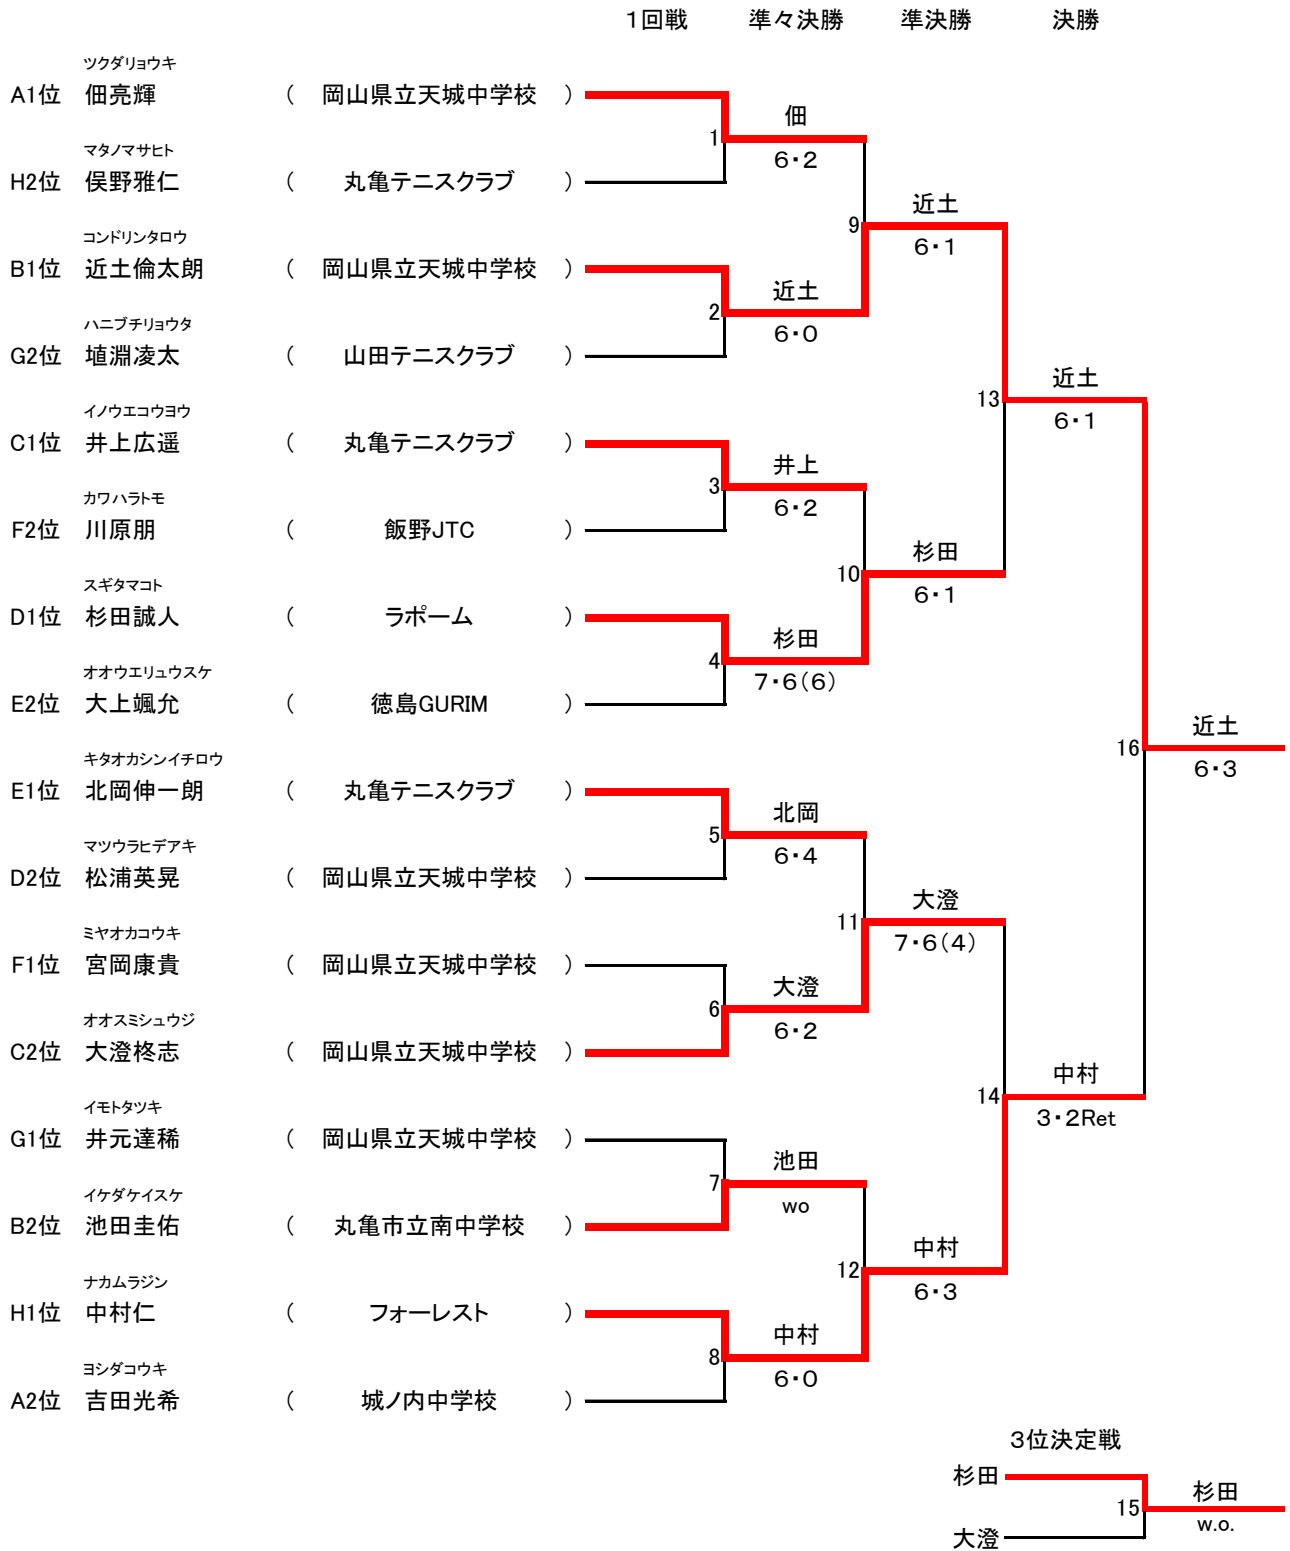 1回戦 準々決勝 準決勝 決勝
ツクダリョウキ
A1位 佃亮輝 ( 岡山県立天城中学校 )
佃
1
6・2
マタノマサヒト
H2位 俣野雅仁 ( 丸亀テニスクラブ )
近土
9
6・1
コンドリンタロウ
B1位 近土倫太朗 ( 岡山県立天城中学校 )
近土
2
6・0
ハニブチリョウタ
G2位 埴淵凌太 ( 山田テニスクラブ )
近土
13
6・1
イノウエコウヨウ
C1位 井上広遥 ( 丸亀テニスクラブ )
井上
3
6・2
カワハラトモ
F2位 川原朋 ( 飯野JTC )
杉田
10
6・1
スギタマコト
D1位 杉田誠人 ( ラポーム )
杉田
4
7・6(6)
オオウエリュウスケ
E2位 大上颯允 ( 徳島GURIM )
近土
16
6・3
キタオカシンイチロウ
E1位 北岡伸一朗 ( 丸亀テニスクラブ )
北岡
5
6・4
マツウラヒデアキ
D2位 松浦英晃 ( 岡山県立天城中学校 )
大澄
11
7・6(4)
ミヤオカコウキ
F1位 宮岡康貴 ( 岡山県立天城中学校 )
大澄
6
6・2
オオスミシュウジ
C2位 大澄柊志 ( 岡山県立天城中学校 )
中村
14
3・2Ret
イモトタツキ
G1位 井元達稀 ( 岡山県立天城中学校 )
池田
7
wo
イケダケイスケ
B2位 池田圭佑 ( 丸亀市立南中学校 )
中村
12
6・3
ナカムラジン
H1位 中村仁 ( フォーレスト )
中村
8
6・0
ヨシダコウキ
A2位 吉田光希 ( 城ノ内中学校 )
3位決定戦
杉田
杉田
15
w.o.
大澄